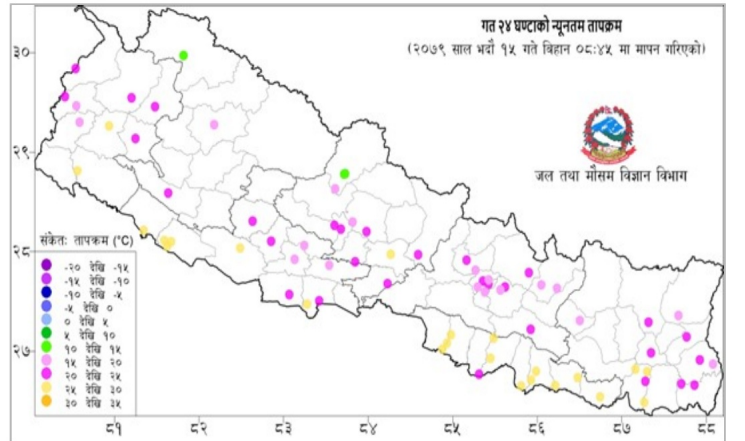 गत २४ घण्टाको न्यूनतम तापक्रम
(२०७९ साल भदौ १५ गते बिहान ०८:४५ मा मापन गरिएको)
जल तथा मौसम विज्ञान विभाग
३०
२९
२८
२७
संकेतः तापक्रम (°C)
-२० देखि -१५
-१५ देखि -१०
-१० देखि -५
-५ देखि ०
० देखि ५
५ देखि १०
१० देखि १५
१५ देखि २०
२० देखि २५
२५ देखि ३०
३० देखि ३५
८१ ८२ ८३ ८४ ८५ ८६ ८७ ८८